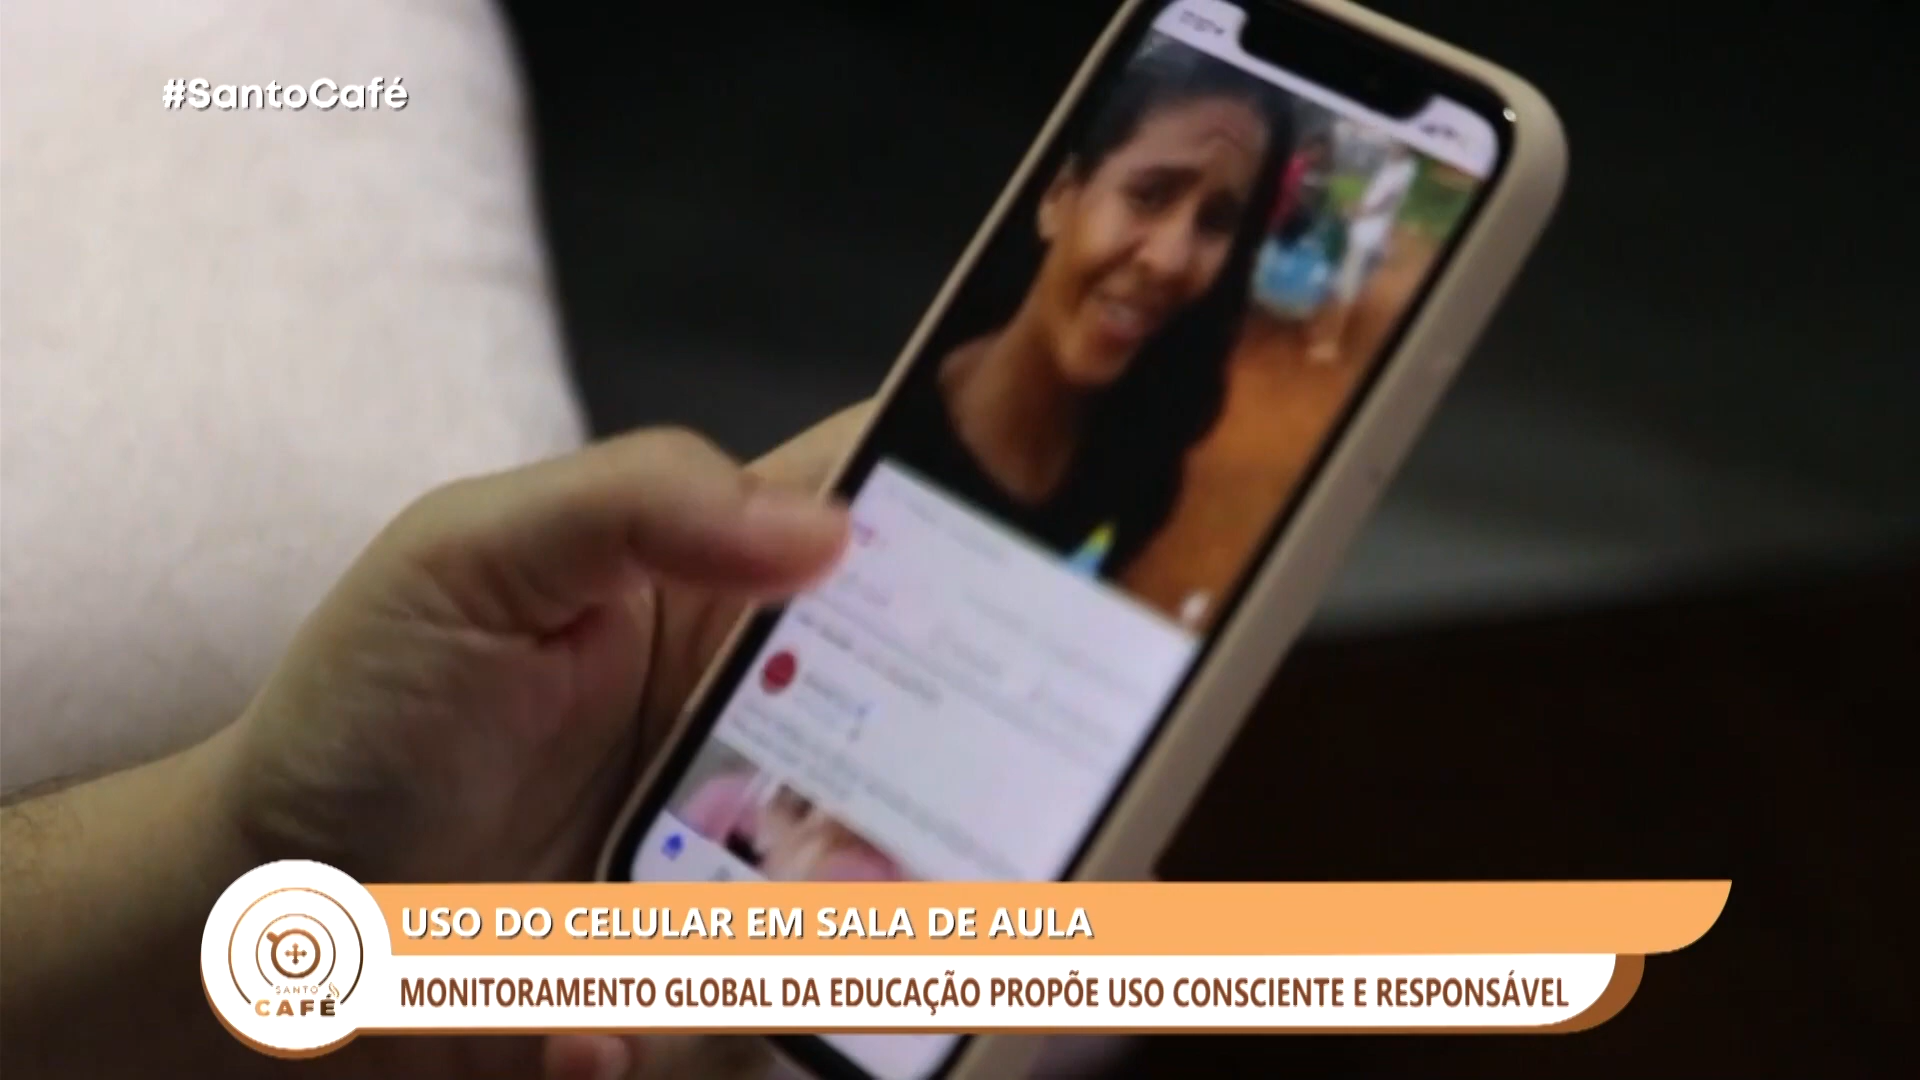 #SantoCafé
USO DO CELULAR EM SALA DE AULA
MONITORAMENTO GLOBAL DA EDUCAÇÃO PROPÕE USO CONSCIENTE E RESPONSÁVEL
SANTO
CAFÉ